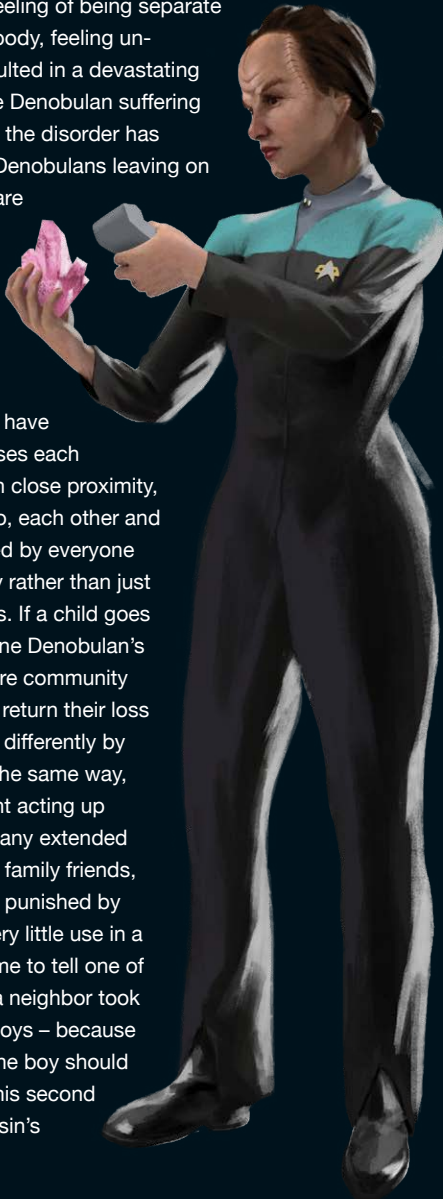 eeling of being separate
body, feeling un-
ulted in a devastating
e Denobulan suffering
the disorder has
Denobulans leaving on
are
have
ses each
n close proximity,
o, each other and
ed by everyone
y rather than just
s. If a child goes
ne Denobulan's
re community
return their loss
differently by
he same way,
nt acting up
any extended
family friends,
punished by
ery little use in a
me to tell one of
a neighbor took
oys – because
he boy should
his second
sin's